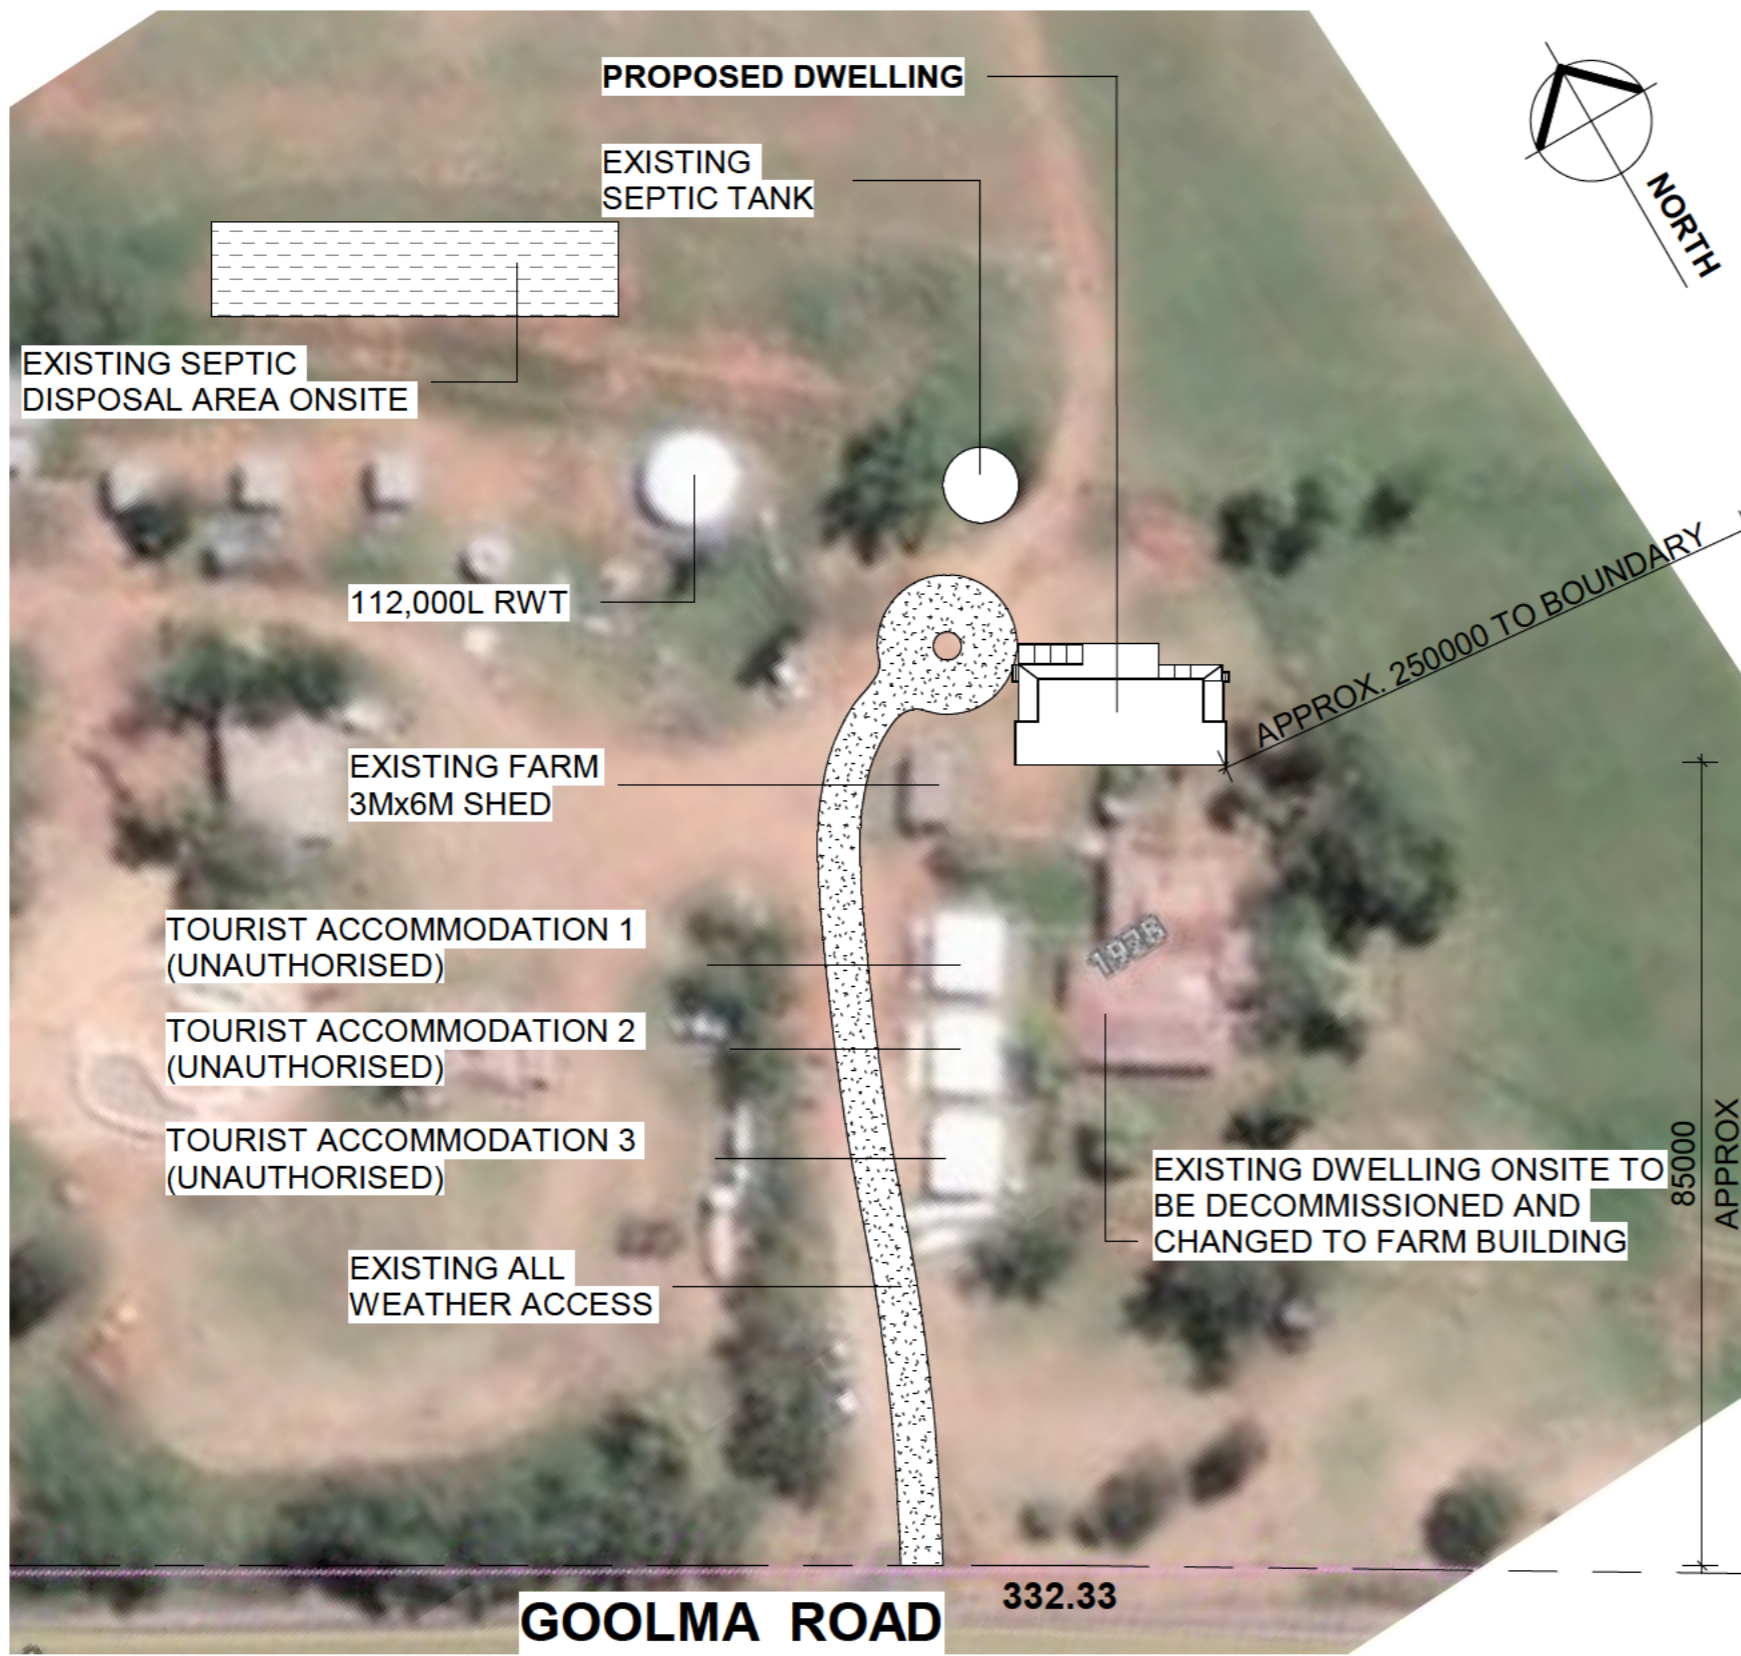 PROPOSED DWELLING
EXISTING
SEPTIC TANK
NORTH
EXISTING SEPTIC
DISPOSAL AREA ONSITE
APPROX. 250000 TO BOUNDARY
112,000L RWT
EXISTING FARM
3Mx6M SHED
TOURIST ACCOMMODATION 1
(UNAUTHORISED)
TOURIST ACCOMMODATION 2
(UNAUTHORISED)
TOURIST ACCOMMODATION 3
(UNAUTHORISED)
EXISTING DWELLING ONSITE TO
BE DECOMMISSIONED AND
CHANGED TO FARM BUILDING
85000
APPROX
EXISTING ALL
WEATHER ACCESS
332.33
GOOLMA ROAD